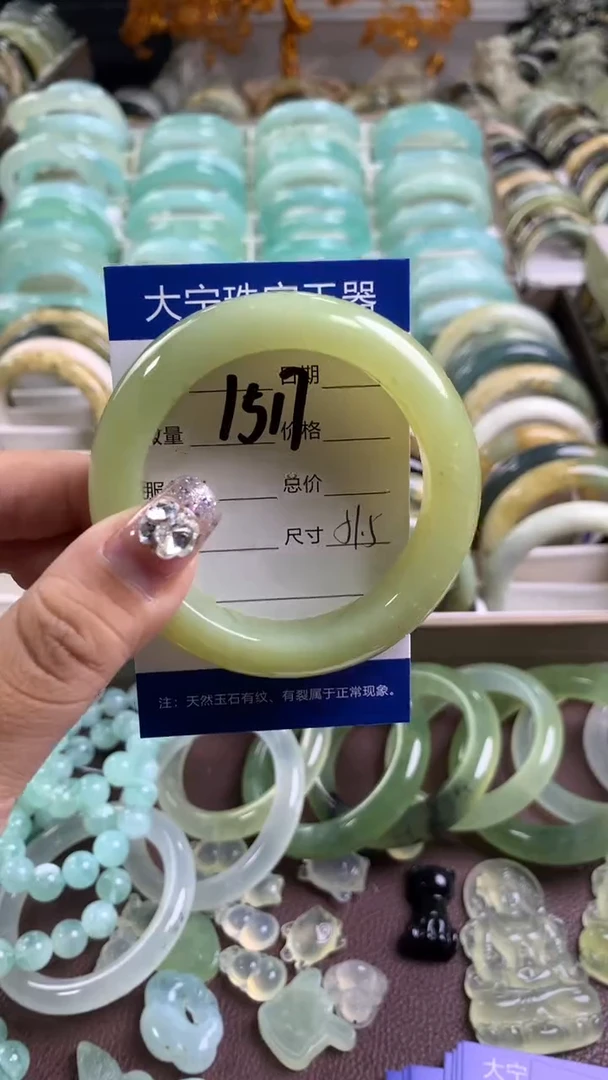 大宁珠宝玉器
日期
1517
数量 价格
服 总价
尺寸 51.5
注：天然玉石有纹、有裂属于正常现象。
大宁